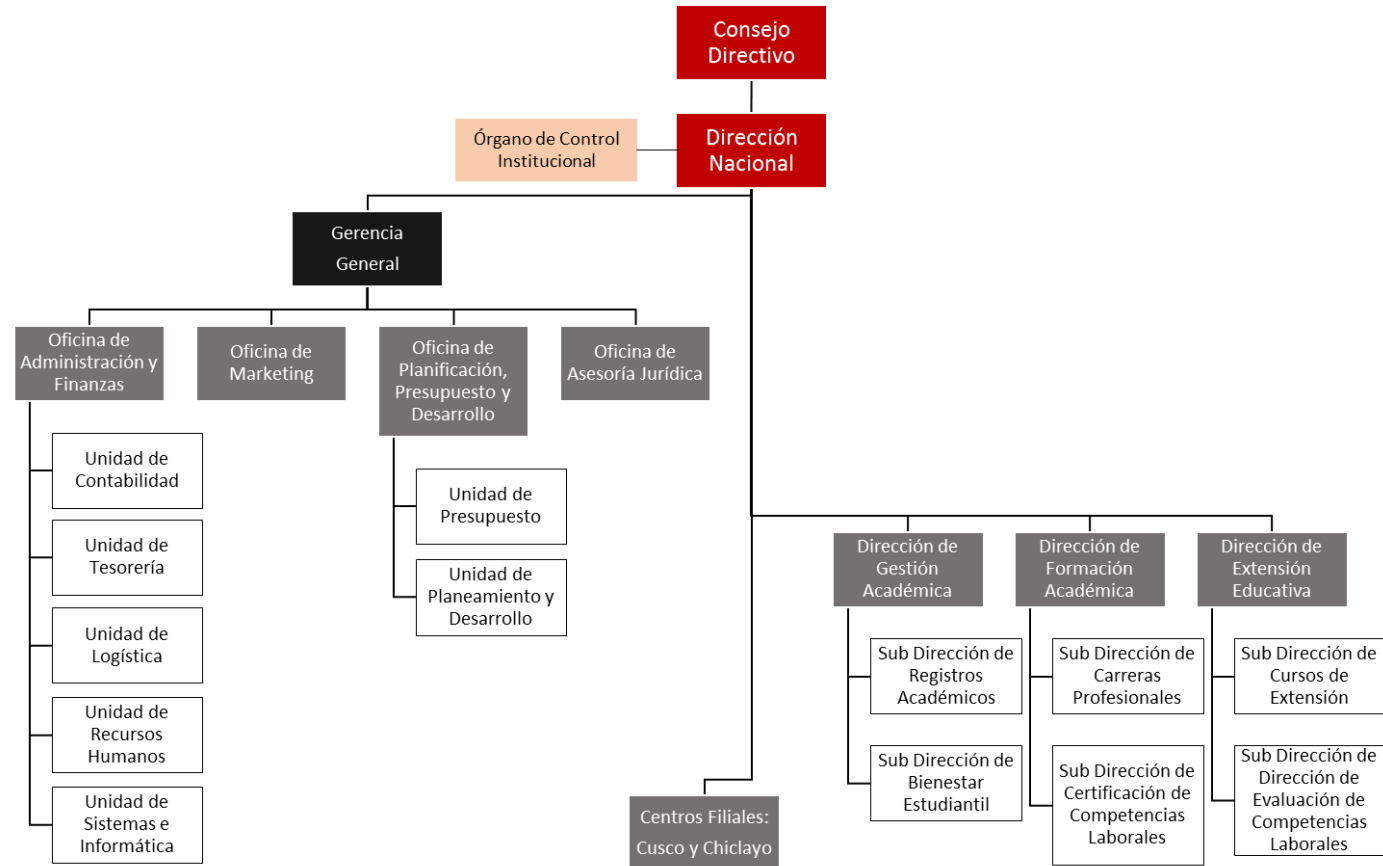 Consejo
Directivo
Órgano de Control
Institucional
Dirección
Nacional
Gerencia
General
Oficina de
Administración y
Finanzas
Oficina de
Marketing
Oficina de
Planificación,
Presupuesto y
Desarrollo
Oficina de
Asesoría Jurídica
Unidad de
Contabilidad
Unidad de
Tesorería
Unidad de
Logística
Unidad de
Recursos
Humanos
Unidad de
Sistemas e
Informática
Unidad de
Presupuesto
Unidad de
Planeamiento y
Desarrollo
Dirección de
Gestión
Académica
Dirección de
Formación
Académica
Dirección de
Extensión
Educativa
Sub Dirección de
Registros
Académicos
Sub Dirección de
Bienestar
Estudiantil
Sub Dirección de
Carreras
Profesionales
Sub Dirección de
Certificación de
Competencias
Laborales
Sub Dirección de
Cursos de
Extensión
Sub Dirección de
Dirección de
Evaluación de
Competencias
Laborales
Centros Filiales:
Cusco y Chiclayo